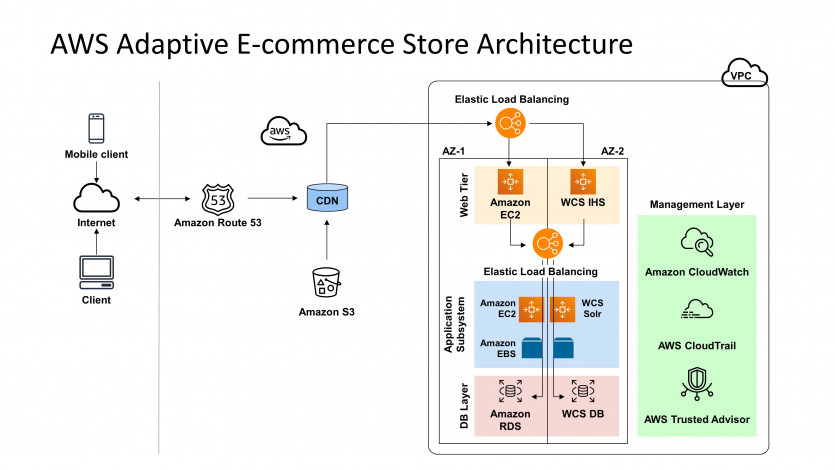 AWS Adaptive E-commerce Store Architecture
VPC
Elastic Load Balancing
aws
Mobile client
AZ-1
AZ-2
Web Tier
Amazon
EC2
WCS IHS
53
CDN
Internet
Amazon Route 53
Management Layer
Elastic Load Balancing
Amazon CloudWatch
Client
Amazon S3
Application
Subsystem
Amazon
EC2
WCS
Solr
Amazon
EBS
AWS CloudTrail
DB Layer
Amazon
RDS
WCS DB
AWS Trusted Advisor